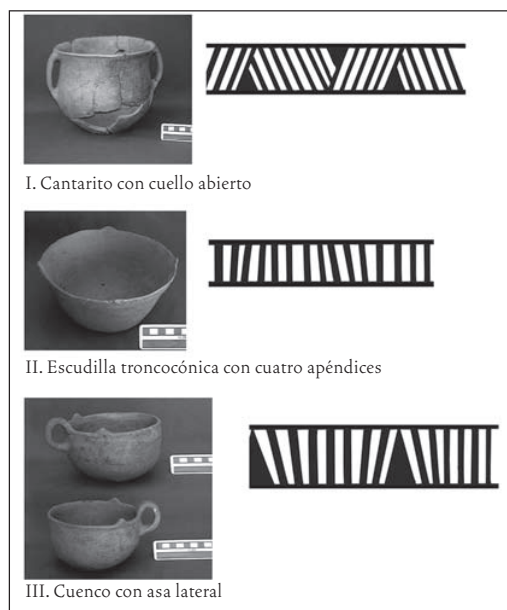 I. Cantarito con cuello abierto
II. Escudilla troncocónica con cuatro apéndices
III. Cuenco con asa lateral